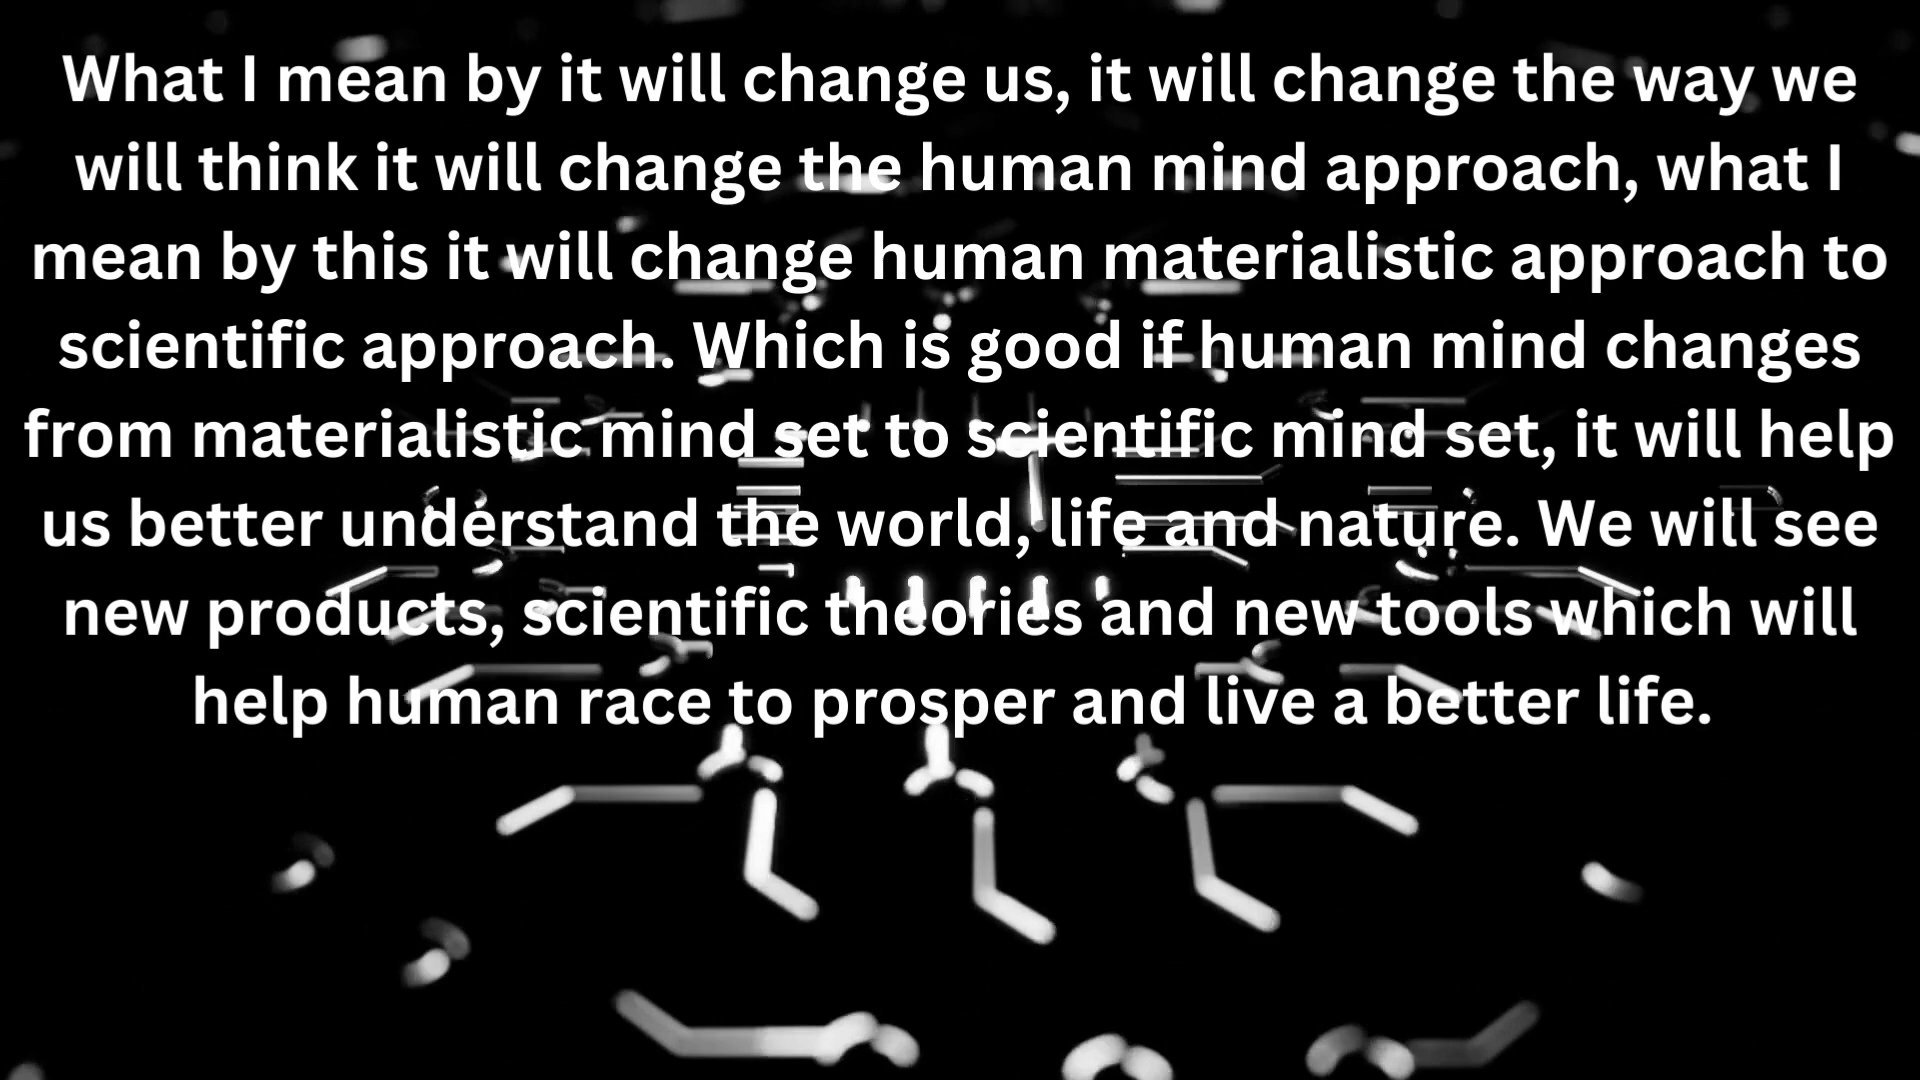 What I mean by it will change us, it will change the way we
will think it will change the human mind approach, what I
mean by this it will change human materialistic approach to
scientific approach. Which is good if human mind changes
from materialistic mind set to scientific mind set, it will help
us better understand the world, life and nature. We will see
new products, scientific theories and new tools which will
help human race to prosper and live a better life.